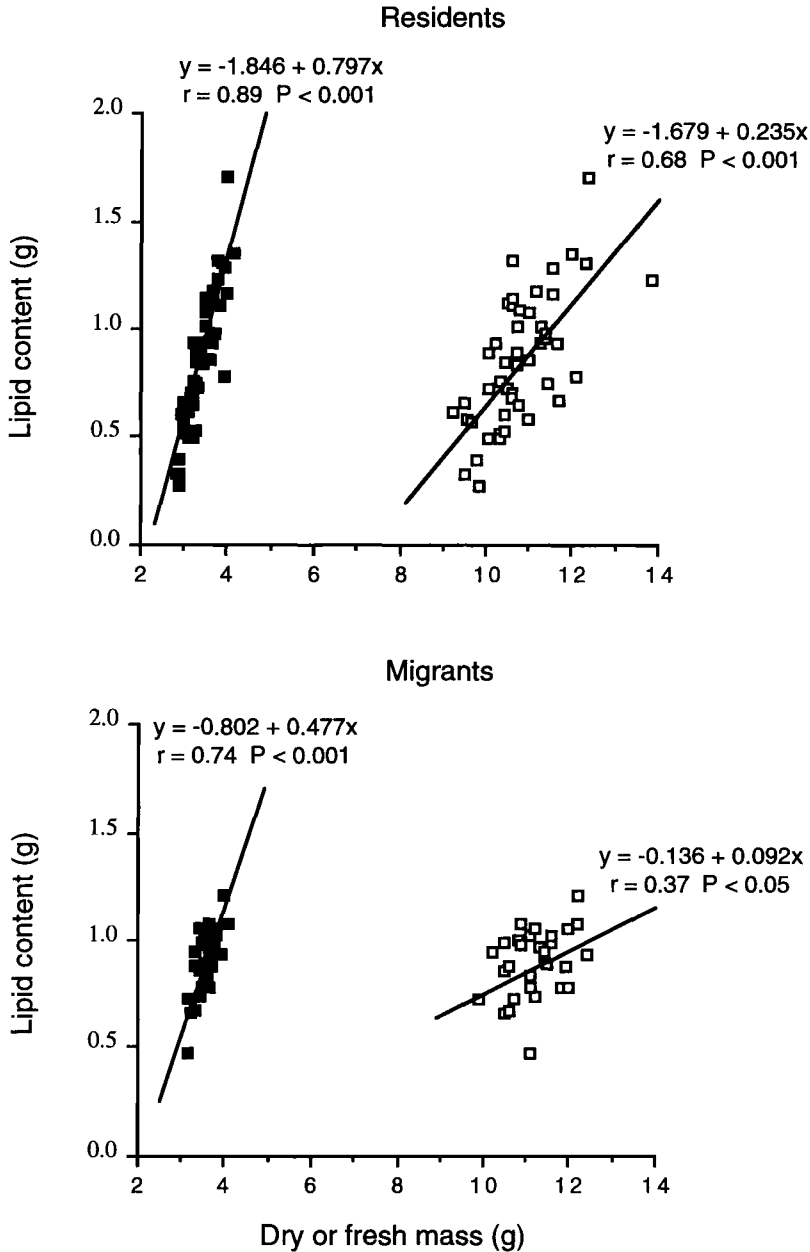 Residents
y = -1.846 + 0.797x
r = 0.89 P < 0.001
y = -1.679 + 0.235x
r = 0.68 P < 0.001
Lipid content (g)
2.0
1.5
1.0
0.5
0.0
2 4 6 8 10 12 14
Migrants
y = -0.802 + 0.477x
r = 0.74 P < 0.001
y = -0.136 + 0.092x
r = 0.37 P < 0.05
Lipid content (g)
2.0
1.5
1.0
0.5
0.0
2 4 6 8 10 12 14
Dry or fresh mass (g)